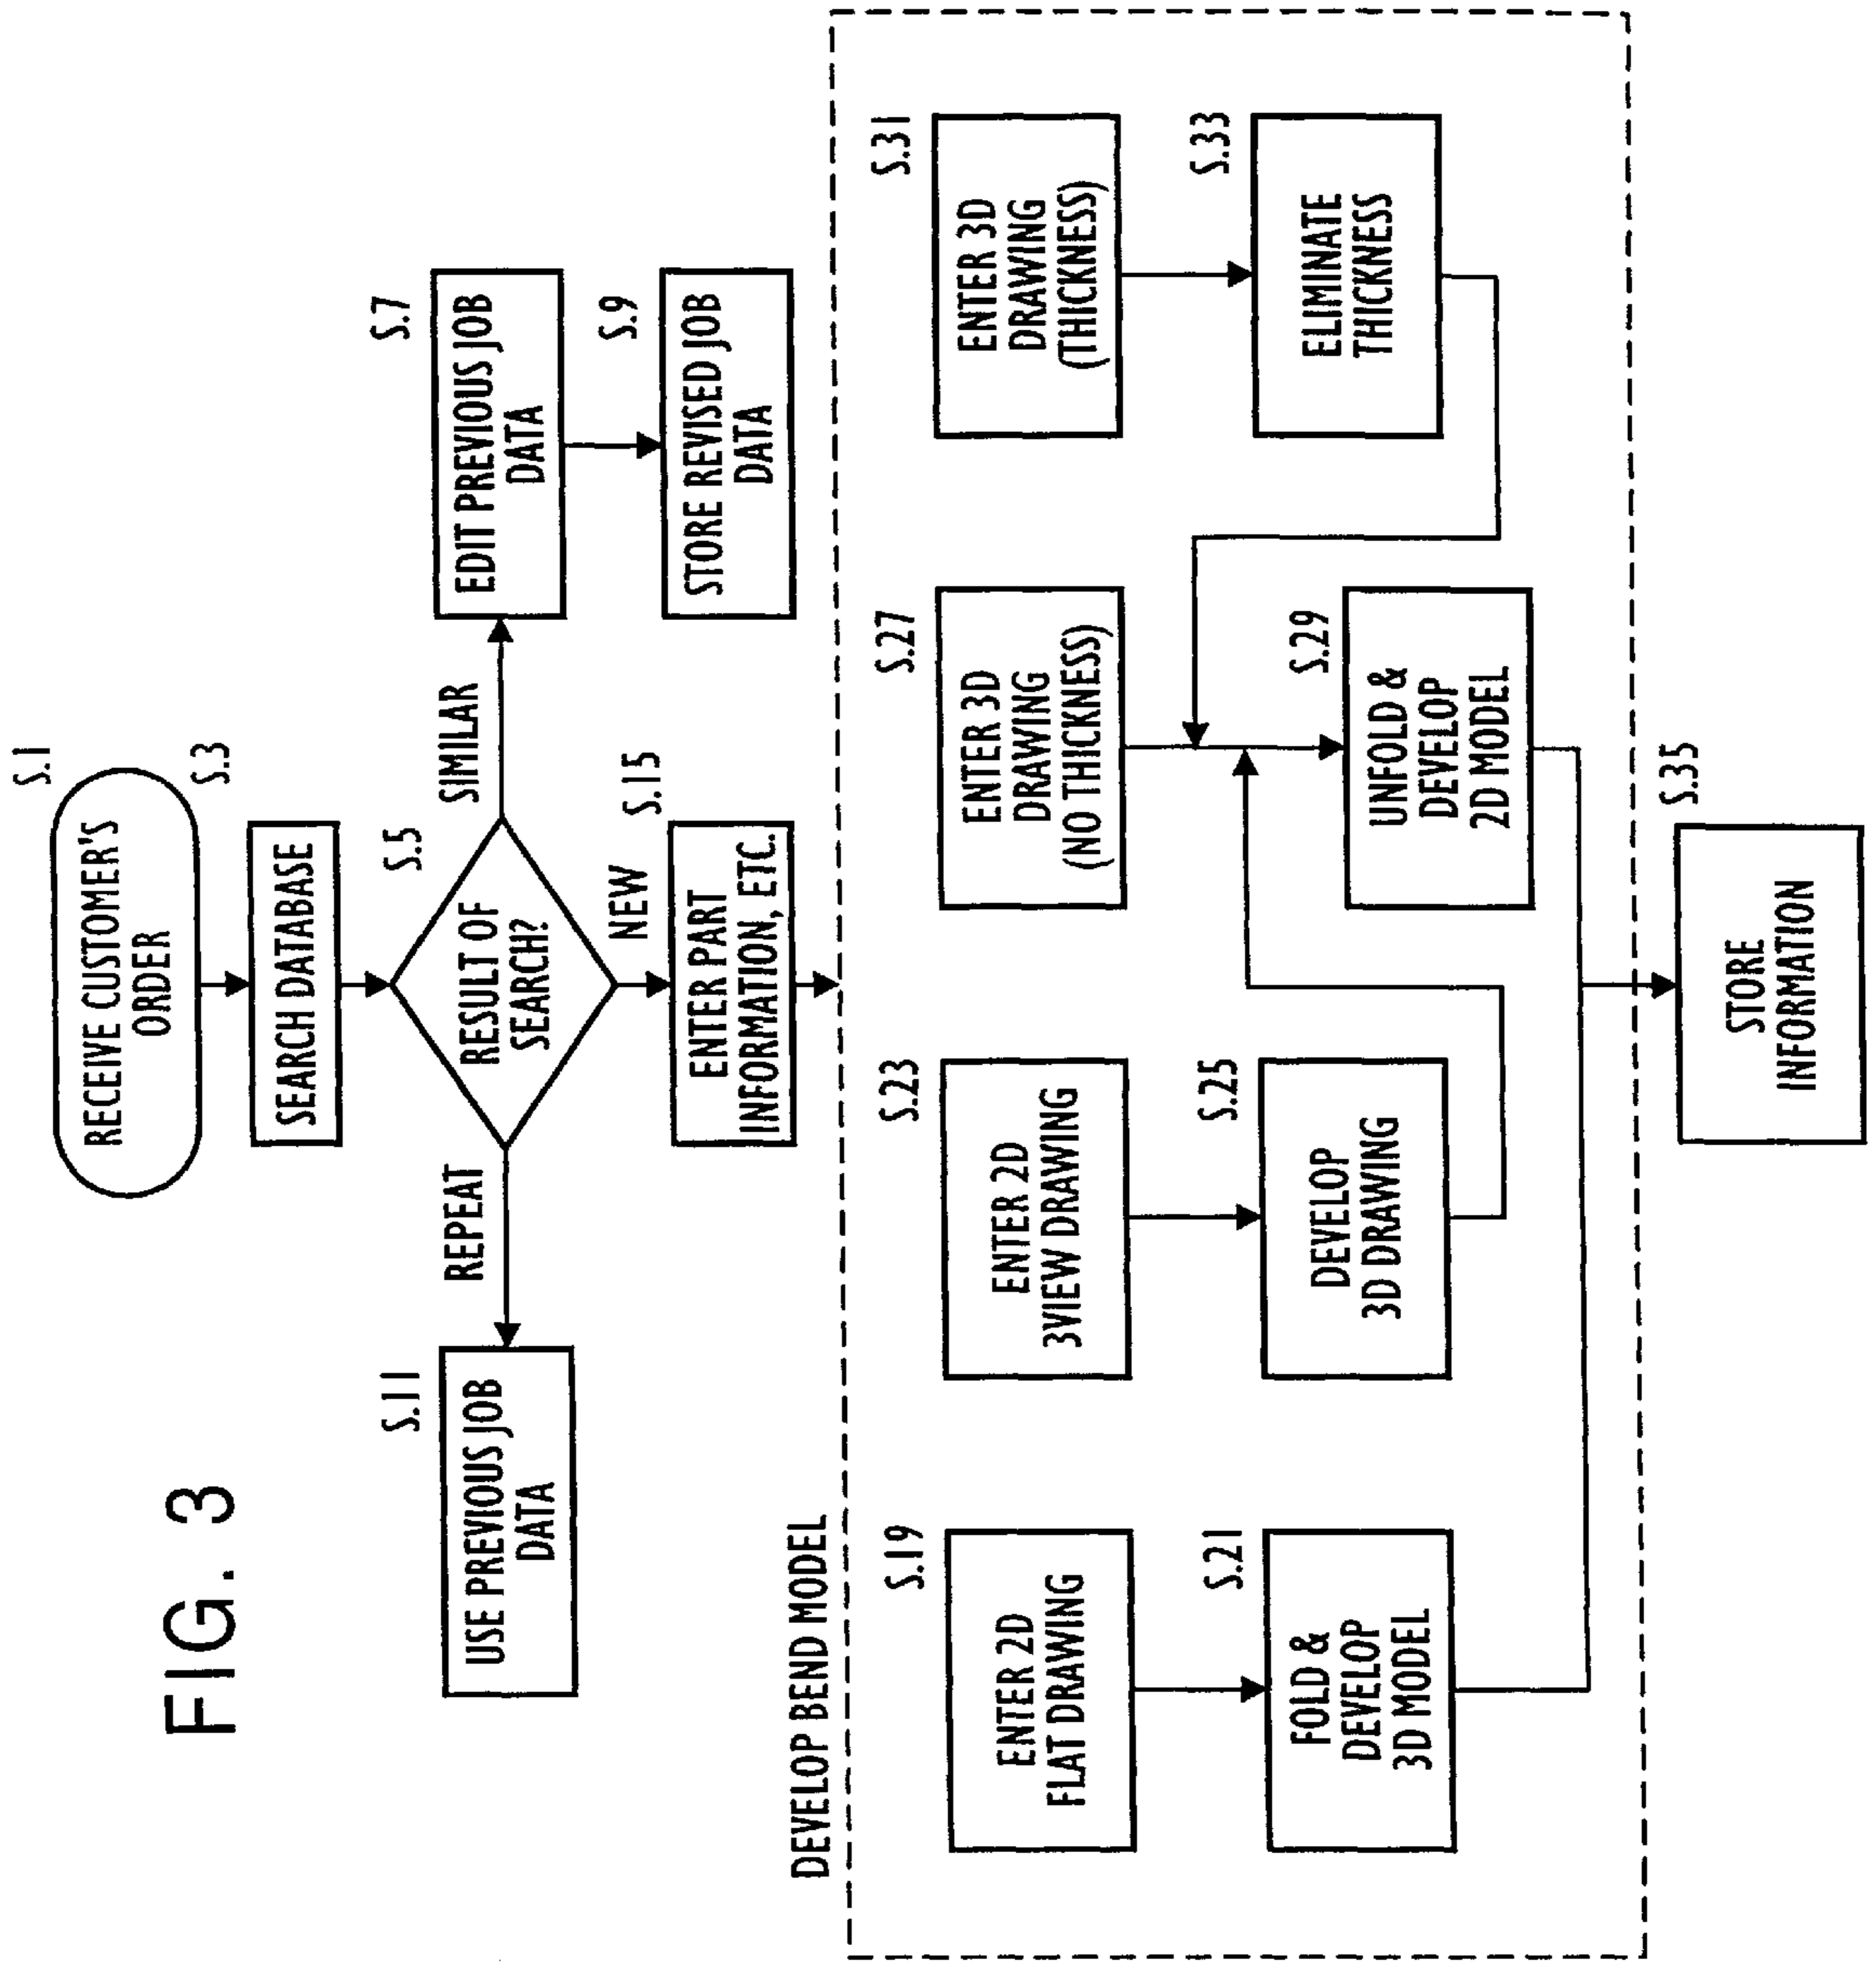 FIG. 3
S.1
RECEIVE CUSTOMER'S
ORDER
S.3
SEARCH DATABASE
S.5
RESULT OF
SEARCH?
REPEAT
SIMILAR
NEW
S.11
USE PREVIOUS JOB
DATA
S.7
EDIT PREVIOUS JOB
DATA
S.9
STORE REVISED JOB
DATA
S.15
ENTER PART
INFORMATION, ETC.
DEVELOP BEND MODEL
S.19
ENTER 2D
FLAT DRAWING
S.21
FOLD &
DEVELOP
3D MODEL
S.23
ENTER 2D
3VIEW DRAWING
S.25
DEVELOP
3D DRAWING
S.27
ENTER 3D
DRAWING
(NO THICKNESS)
S.29
UNFOLD &
DEVELOP
2D MODEL
S.31
ENTER 3D
DRAWING
(THICKNESS)
S.33
ELIMINATE
THICKNESS
S.35
STORE
INFORMATION